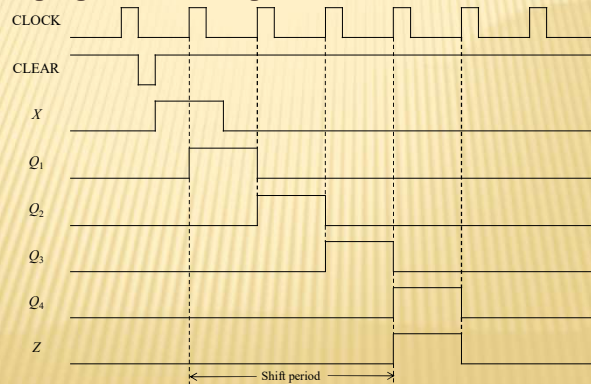 CLOCK
CLEAR
X
Q₁
Q₂
Q₃
Q₄
Z
Shift period